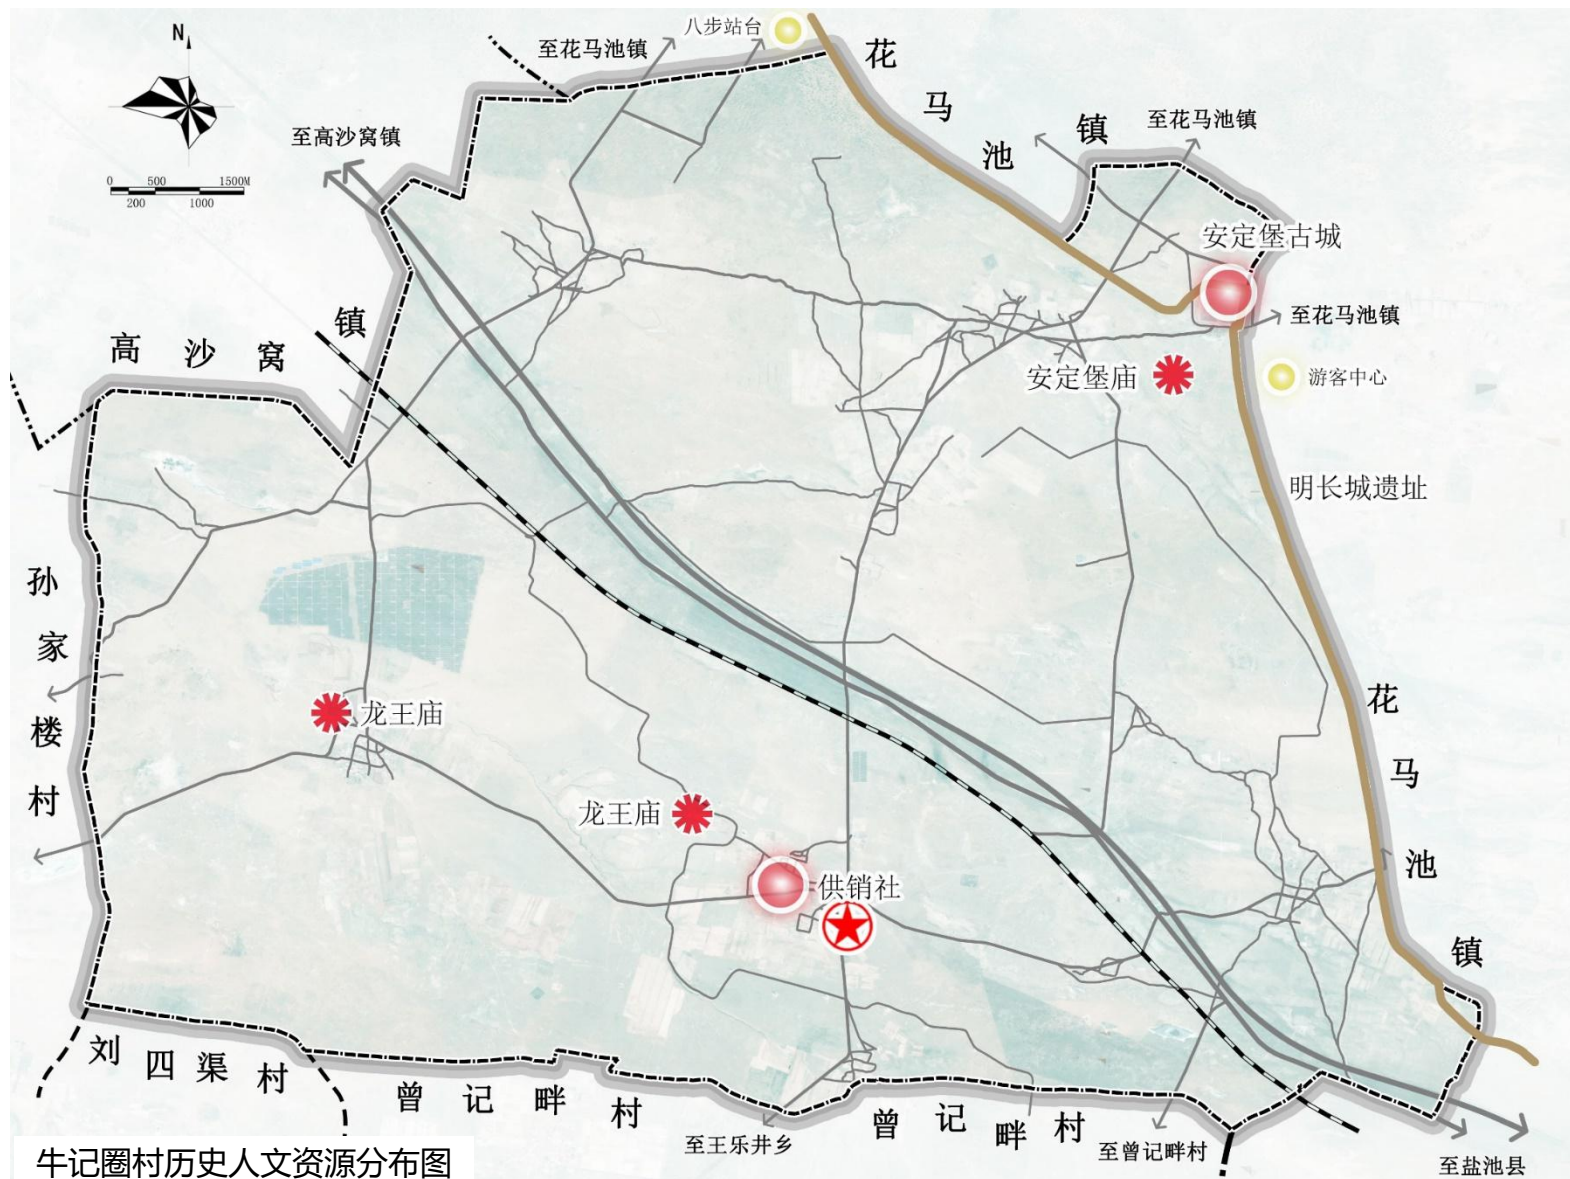 N
八步站台
至花马池镇
花马池镇
至花马池镇
至高沙窝镇
0 500 1500M
200 1000
安定堡古城
至花马池镇
高沙窝镇
安定堡庙
游客中心
明长城遗址
孙家楼村
龙王庙
花马池镇
龙王庙
供销社
刘四渠村
曾记畔村
曾记畔村
至王乐井乡
至曾记畔村
至盐池县
牛记圈村历史人文资源分布图